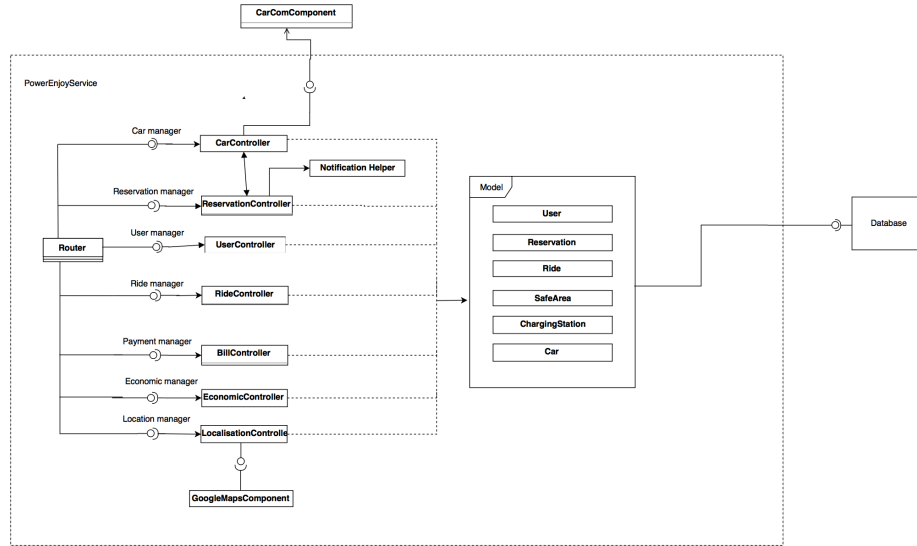 CarComComponent
PowerEnjoyService
Car manager
CarController
Notification Helper
Reservation manager
ReservationController
Model
User
Reservation
Ride
SafeArea
ChargingStation
Car
Database
User manager
UserController
Router
Ride manager
RideController
Payment manager
BillController
Economic manager
EconomicController
Location manager
LocalisationControlle
GoogleMapsComponent